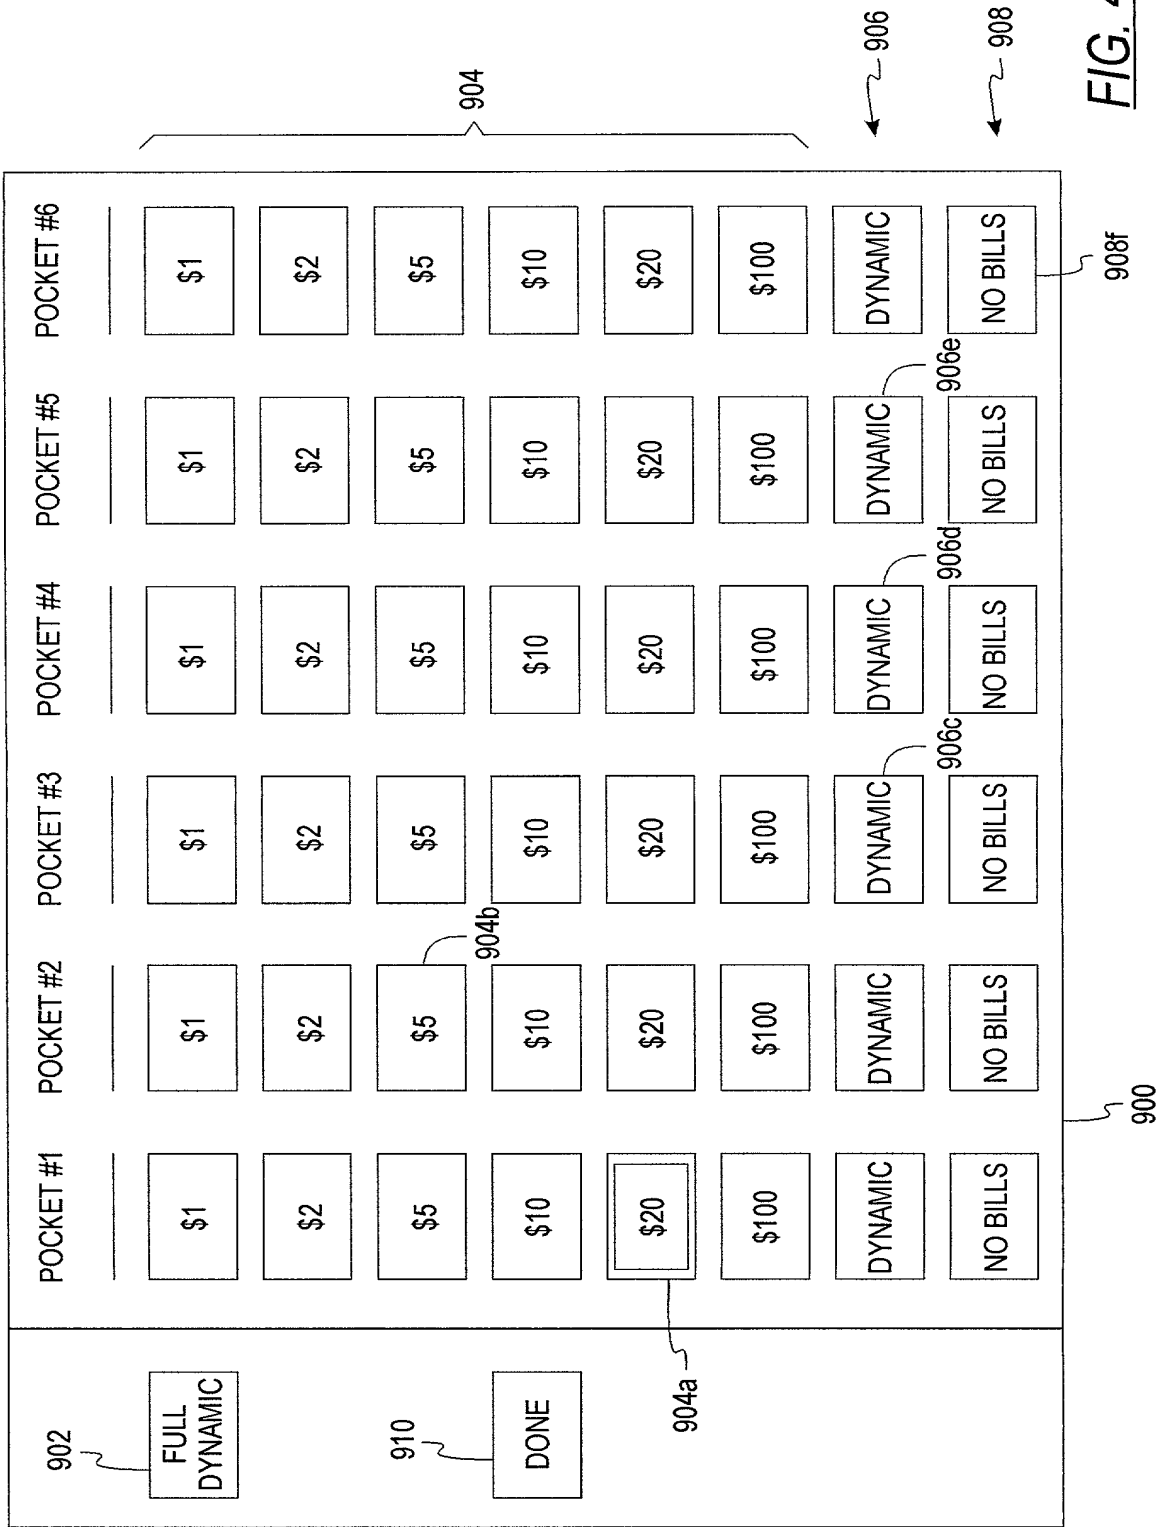 902
FULL
DYNAMIC
910
DONE
904a
POCKET #1
POCKET #2
POCKET #3
POCKET #4
POCKET #5
POCKET #6
$1
$1
$1
$1
$1
$1
904
$2
$2
$2
$2
$2
$2
$5
$5
$5
$5
$5
$5
904b
$10
$10
$10
$10
$10
$10
$20
$20
$20
$20
$20
$20
$100
$100
$100
$100
$100
$100
DYNAMIC
DYNAMIC
DYNAMIC
DYNAMIC
DYNAMIC
DYNAMIC
906
906c
906d
906e
NO BILLS
NO BILLS
NO BILLS
NO BILLS
NO BILLS
NO BILLS
908
908f
900
FIG.